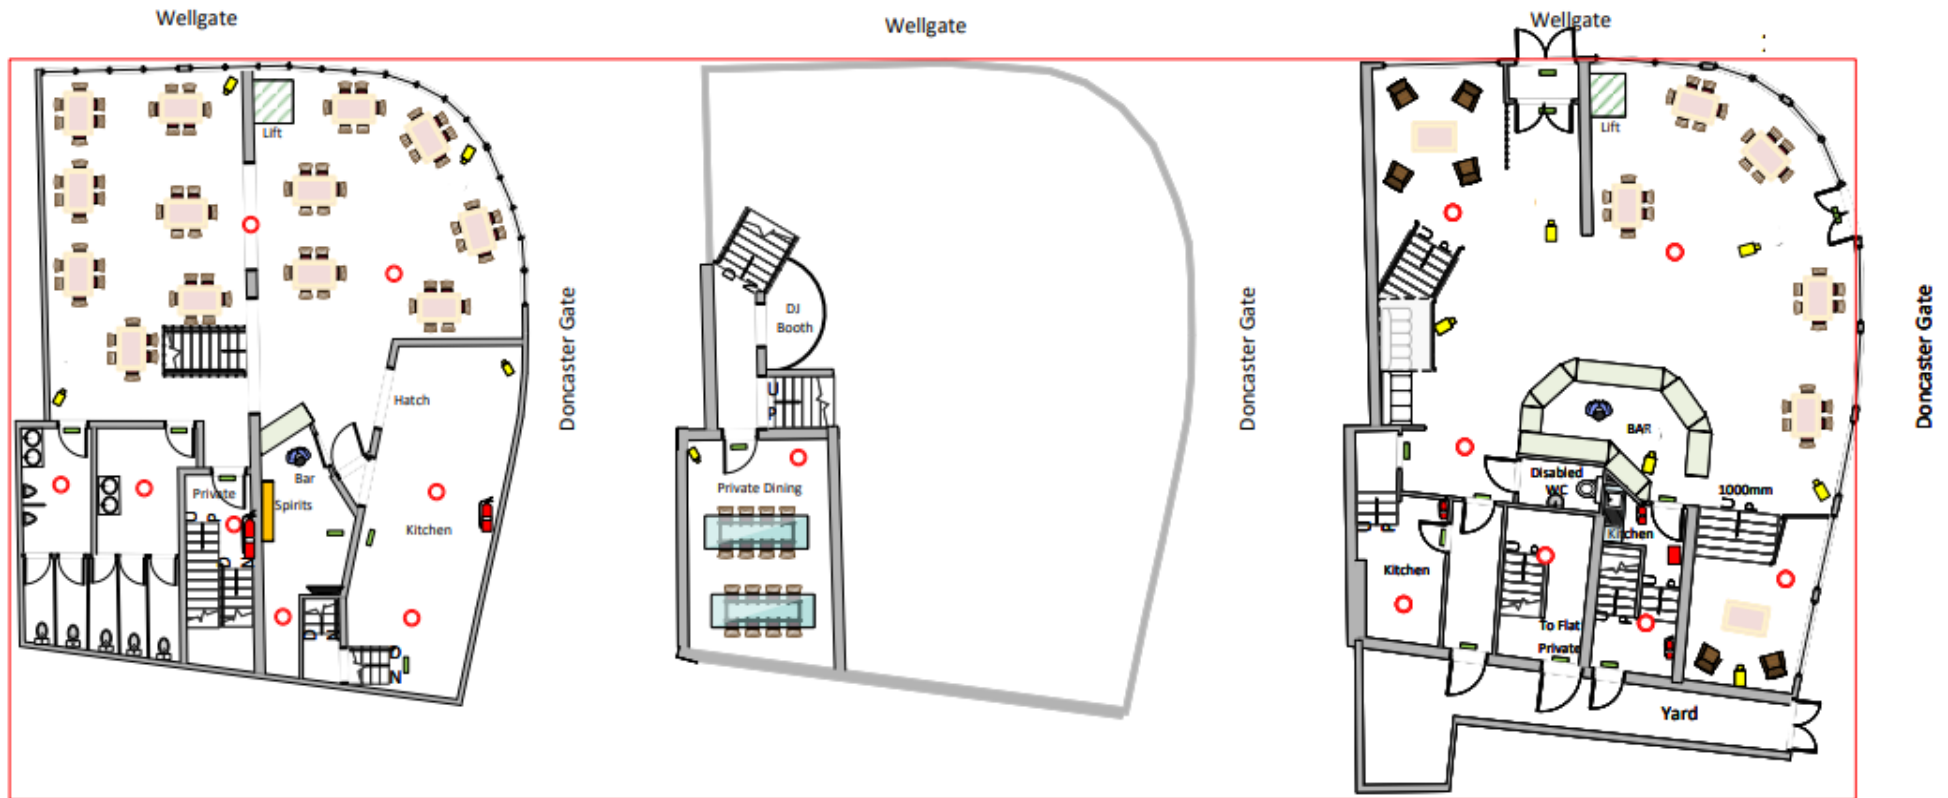 Wellgate
Wellgate
Wellgate
Lift
Doncaster Gate
Hatch
Private
Bar
Spirits
Kitchen
U
P
D
N
D
N
D
N
D
N
DJ
Booth
U
P
Private Dining
Doncaster Gate
Lift
U
P
BAR
Disabled
WC
1000mm
U
P
U
P
Kitchen
Kitchen
U
P
U
P
U
P
To Flat
Private
Yard
Doncaster Gate